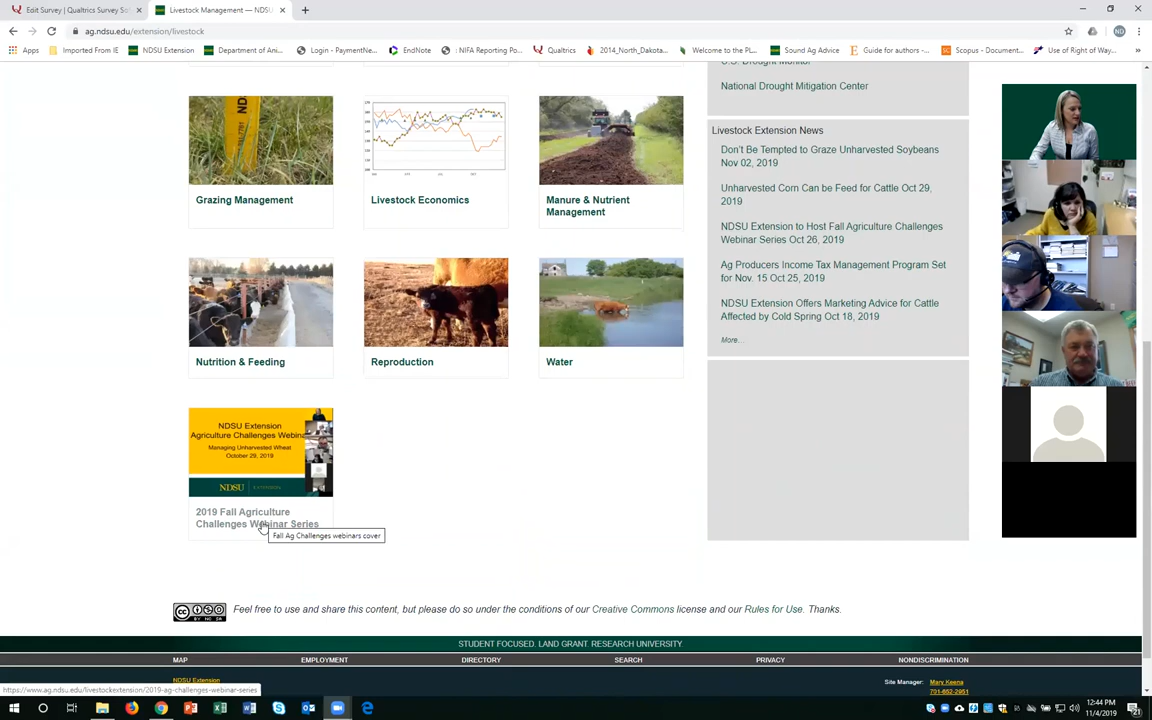 Edit Survey | Qualtrics Survey So
Livestock Management — NDSU
ag.ndsu.edu/extension/livestock
Apps
Imported From IE
NDSU Extension
Department of Ani...
Login - PaymentNe...
EndNote
NIFA Reporting Po...
Qualtrics
2014_North_Dakota...
Welcome to the PL...
Sound Ag Advice
Guide for authors -...
Scopus - Document...
Use of Right of Way...
U.S. Drought Monitor
National Drought Mitigation Center
Grazing Management
Livestock Economics
Manure & Nutrient
Management
Livestock Extension News
Don't Be Tempted to Graze Unharvested Soybeans
Nov 02, 2019
Unharvested Corn Can be Feed for Cattle Oct 29,
2019
NDSU Extension to Host Fall Agriculture Challenges
Webinar Series Oct 26, 2019
Ag Producers Income Tax Management Program Set
for Nov. 15 Oct 25, 2019
NDSU Extension Offers Marketing Advice for Cattle
Affected by Cold Spring Oct 18, 2019
More...
Nutrition & Feeding
Reproduction
Water
NDSU Extension
Agriculture Challenges Webina
Managing Unharvested Wheat
October 29, 2019
NDSU EXTENSION
2019 Fall Agriculture
Challenges Webinar Series
Fall Ag Challenges webinars cover
Feel free to use and share this content, but please do so under the conditions of our Creative Commons license and our Rules for Use. Thanks.
STUDENT FOCUSED. LAND GRANT. RESEARCH UNIVERSITY.
MAP
EMPLOYMENT
DIRECTORY
SEARCH
PRIVACY
NONDISCRIMINATION
NDSU Extension
Site Manager: Mary Keena
701-652-2951
https://www.ag.ndsu.edu/livestockextension/2019-ag-challenges-webinar-series
12:44 PM
11/4/2019